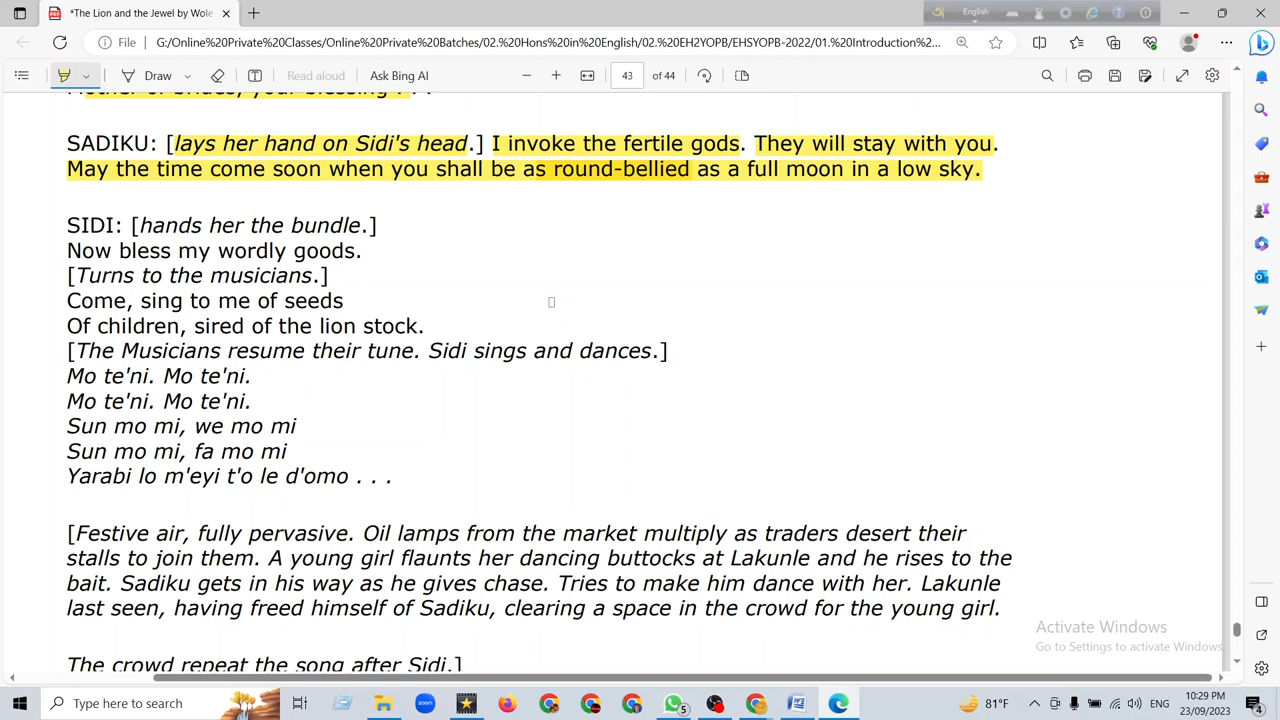 *The Lion and the Jewel by Wole
English
File
G:/Online%20Private%20Classes/Online%20Private%20Batches/02.%20Hons%20in%20English/02.%20EH2YOPB/EHSYOPB-2022/01.%20Introduction%...
Draw
Read aloud
Ask Bing AI
43 of 44
Mother of brides, your blessing . . .
SADIKU: [lays her hand on Sidi's head.] I invoke the fertile gods. They will stay with you.
May the time come soon when you shall be as round-bellied as a full moon in a low sky.
SIDI: [hands her the bundle.]
Now bless my wordly goods.
[Turns to the musicians.]
Come, sing to me of seeds
Of children, sired of the lion stock.
[The Musicians resume their tune. Sidi sings and dances.]
Mo te'ni. Mo te'ni.
Mo te'ni. Mo te'ni.
Sun mo mi, we mo mi
Sun mo mi, fa mo mi
Yarabi lo m'eyi t'o le d'omo . . .
[Festive air, fully pervasive. Oil lamps from the market multiply as traders desert their
stalls to join them. A young girl flaunts her dancing buttocks at Lakunle and he rises to the
bait. Sadiku gets in his way as he gives chase. Tries to make him dance with her. Lakunle
last seen, having freed himself of Sadiku, clearing a space in the crowd for the young girl.
The crowd repeat the song after Sidi.]
Activate Windows
Go to Settings to activate Windows.
Type here to search
zoom
5
81°F
ENG
10:29 PM
23/09/2023
4